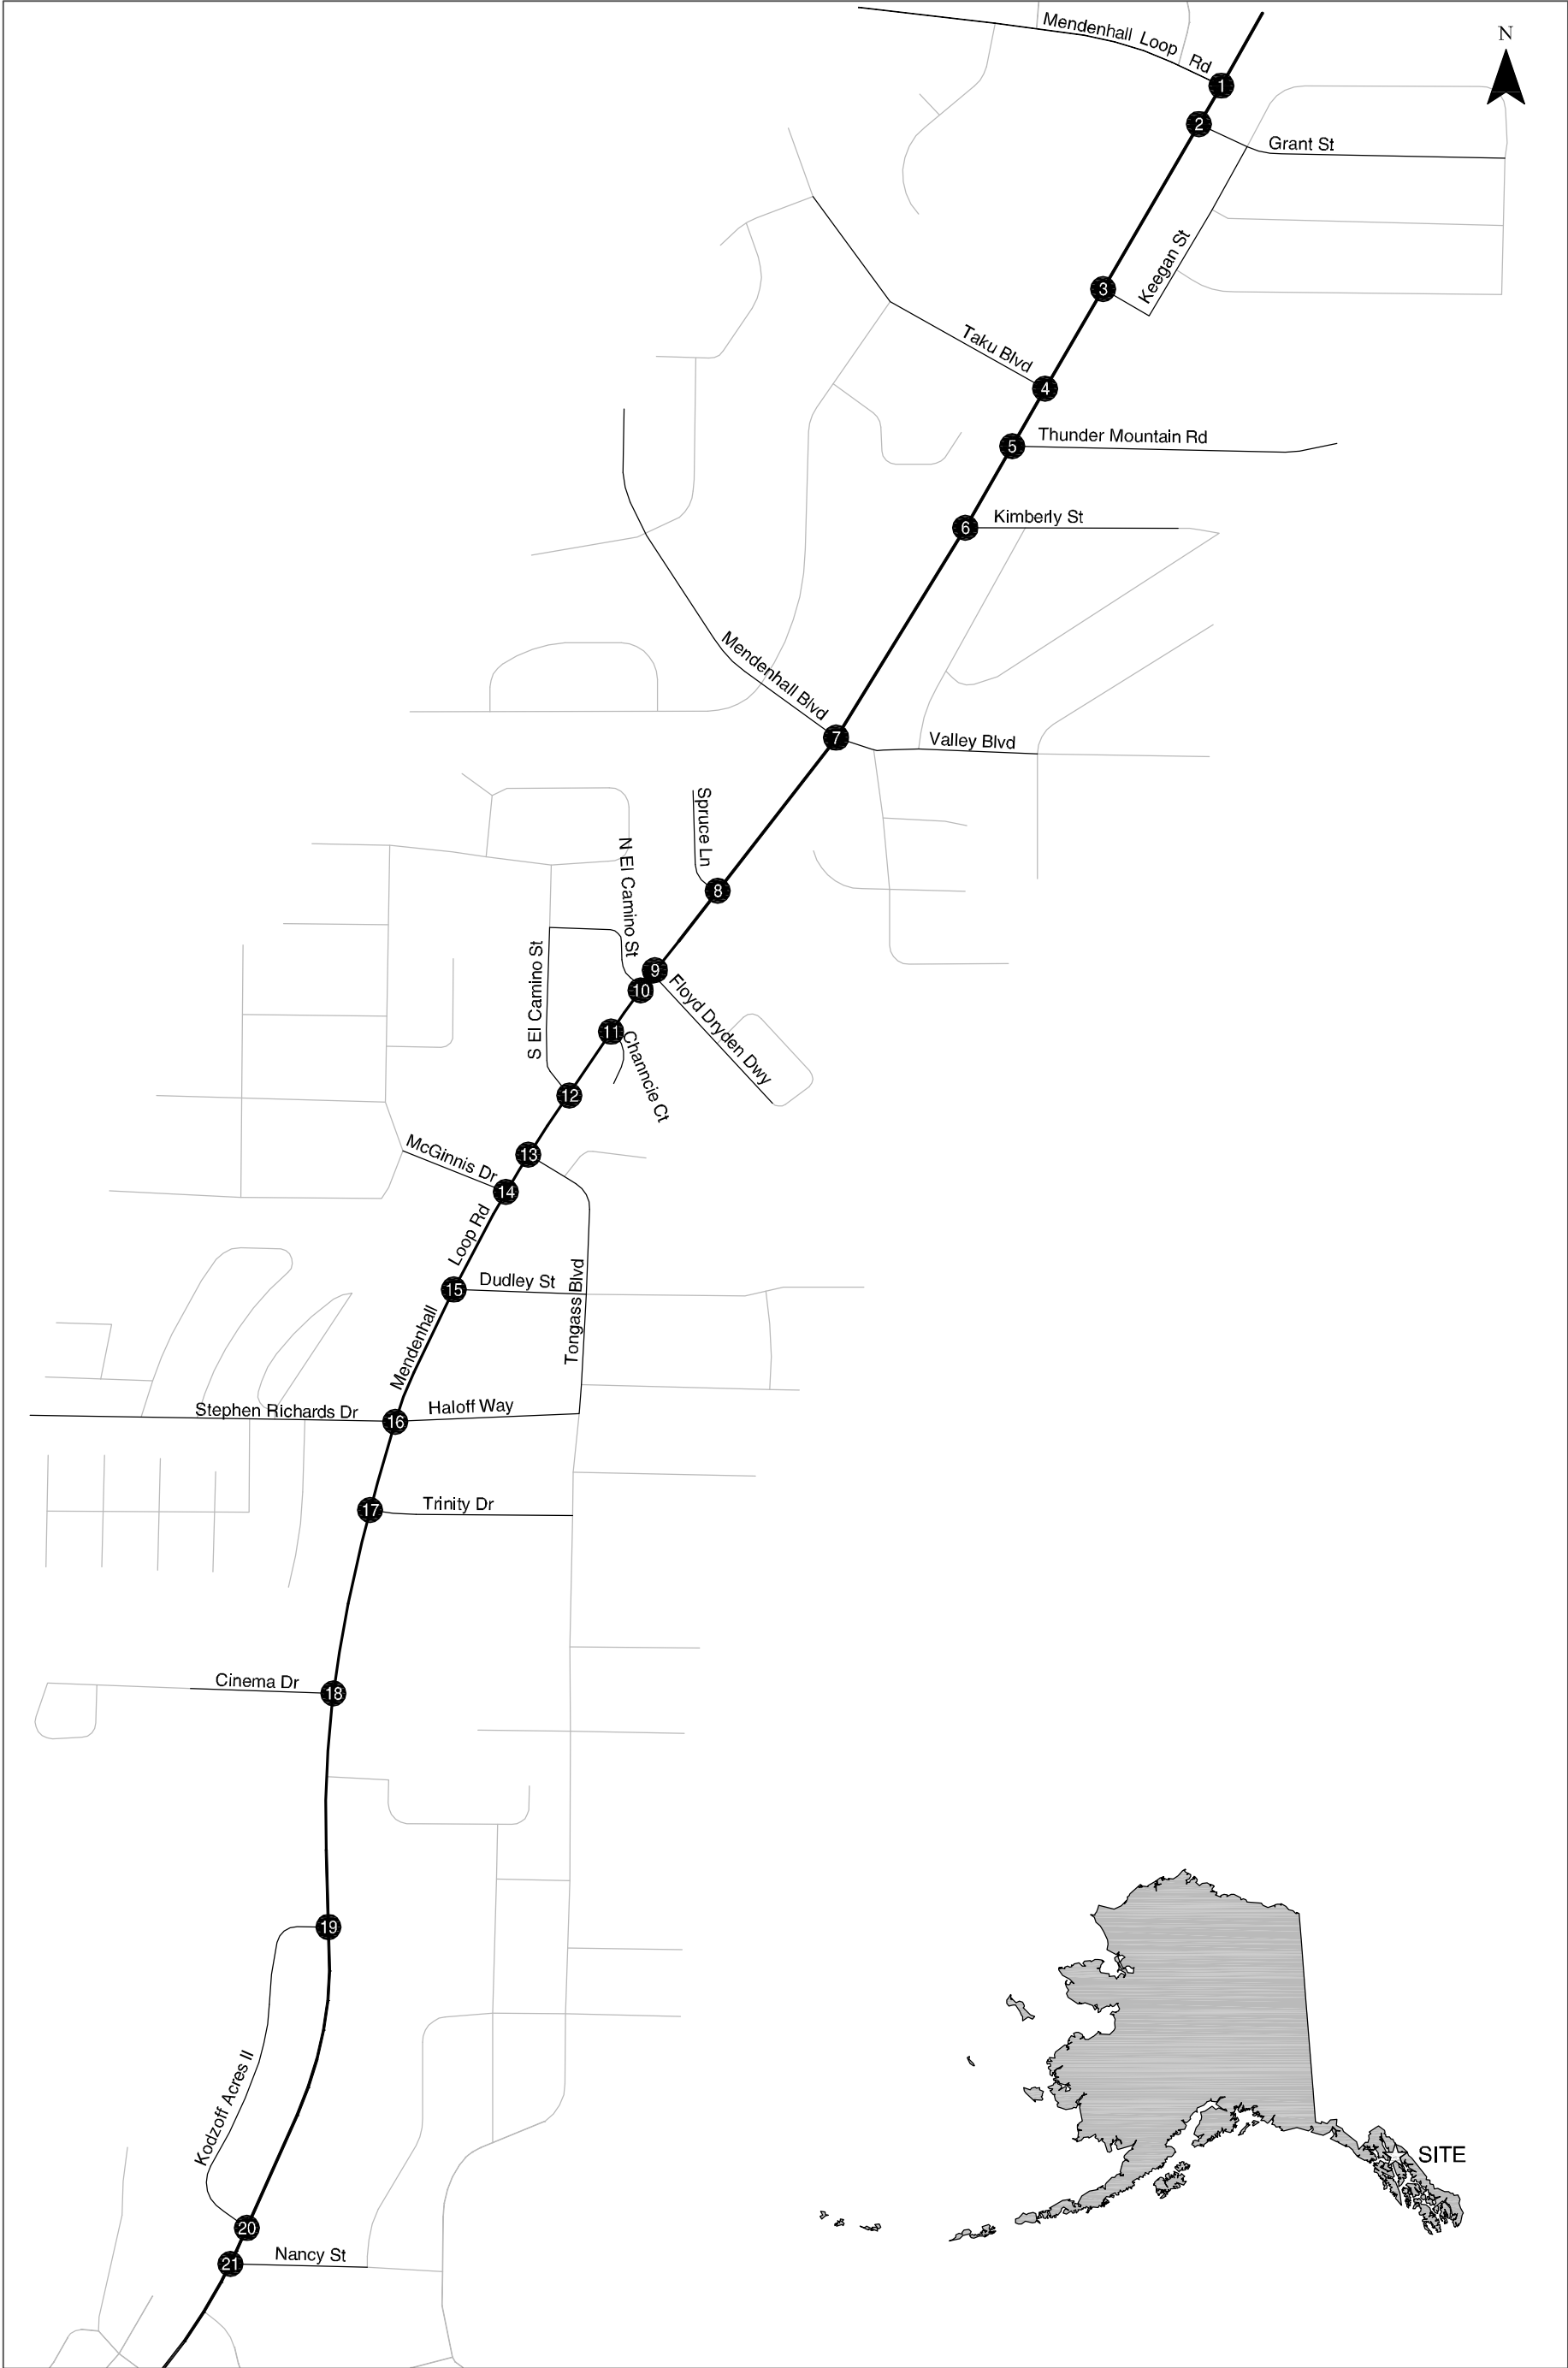 Mendenhall Loop Rd
N
1
2
Grant St
Keegan St
3
Taku Blvd
4
5
Thunder Mountain Rd
6
Kimberly St
Mendenhall Blvd
7
Valley Blvd
Spruce Ln
8
N El Camino St
S El Camino St
9
10
Floyd Dryden Dwy
11
Channcie Ct
12
McGinnis Dr
13
14
Mendenhall Loop Rd
15
Dudley St
Tongass Blvd
Stephen Richards Dr
16
Haloff Way
17
Trinity Dr
Cinema Dr
18
19
Kodzoff Acres II
SITE
20
21
Nancy St